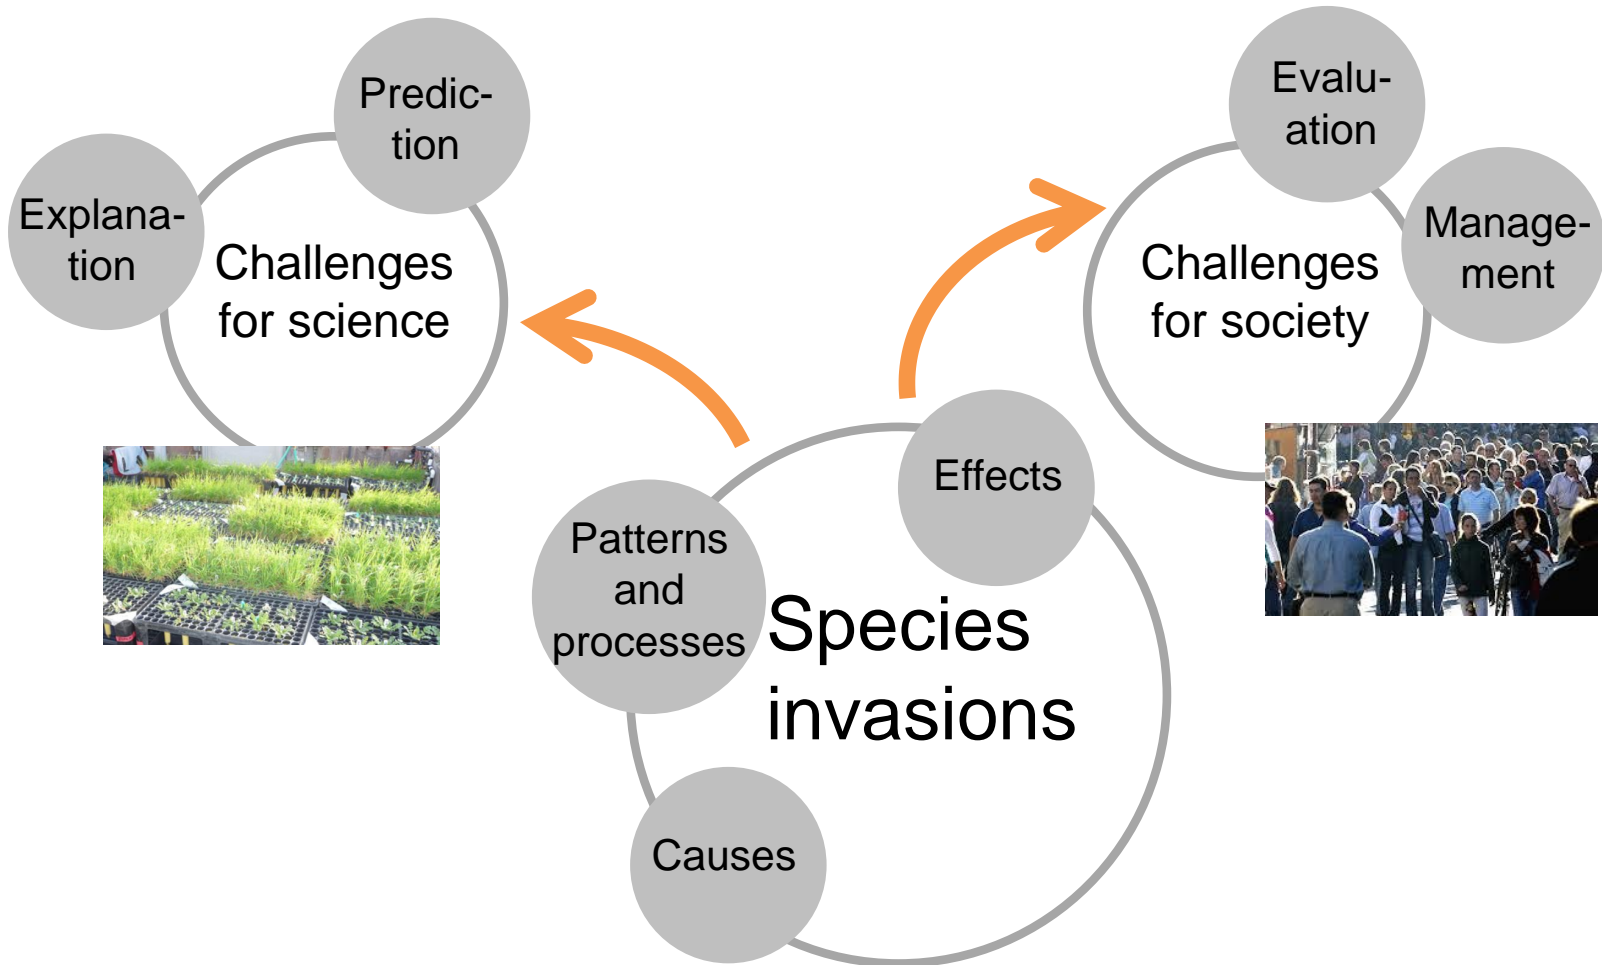 Predic-
tion
Explana-
tion
Challenges
for science
Evalu-
ation
Manage-
ment
Challenges
for society
Effects
Patterns
and
processes
Species
invasions
Causes